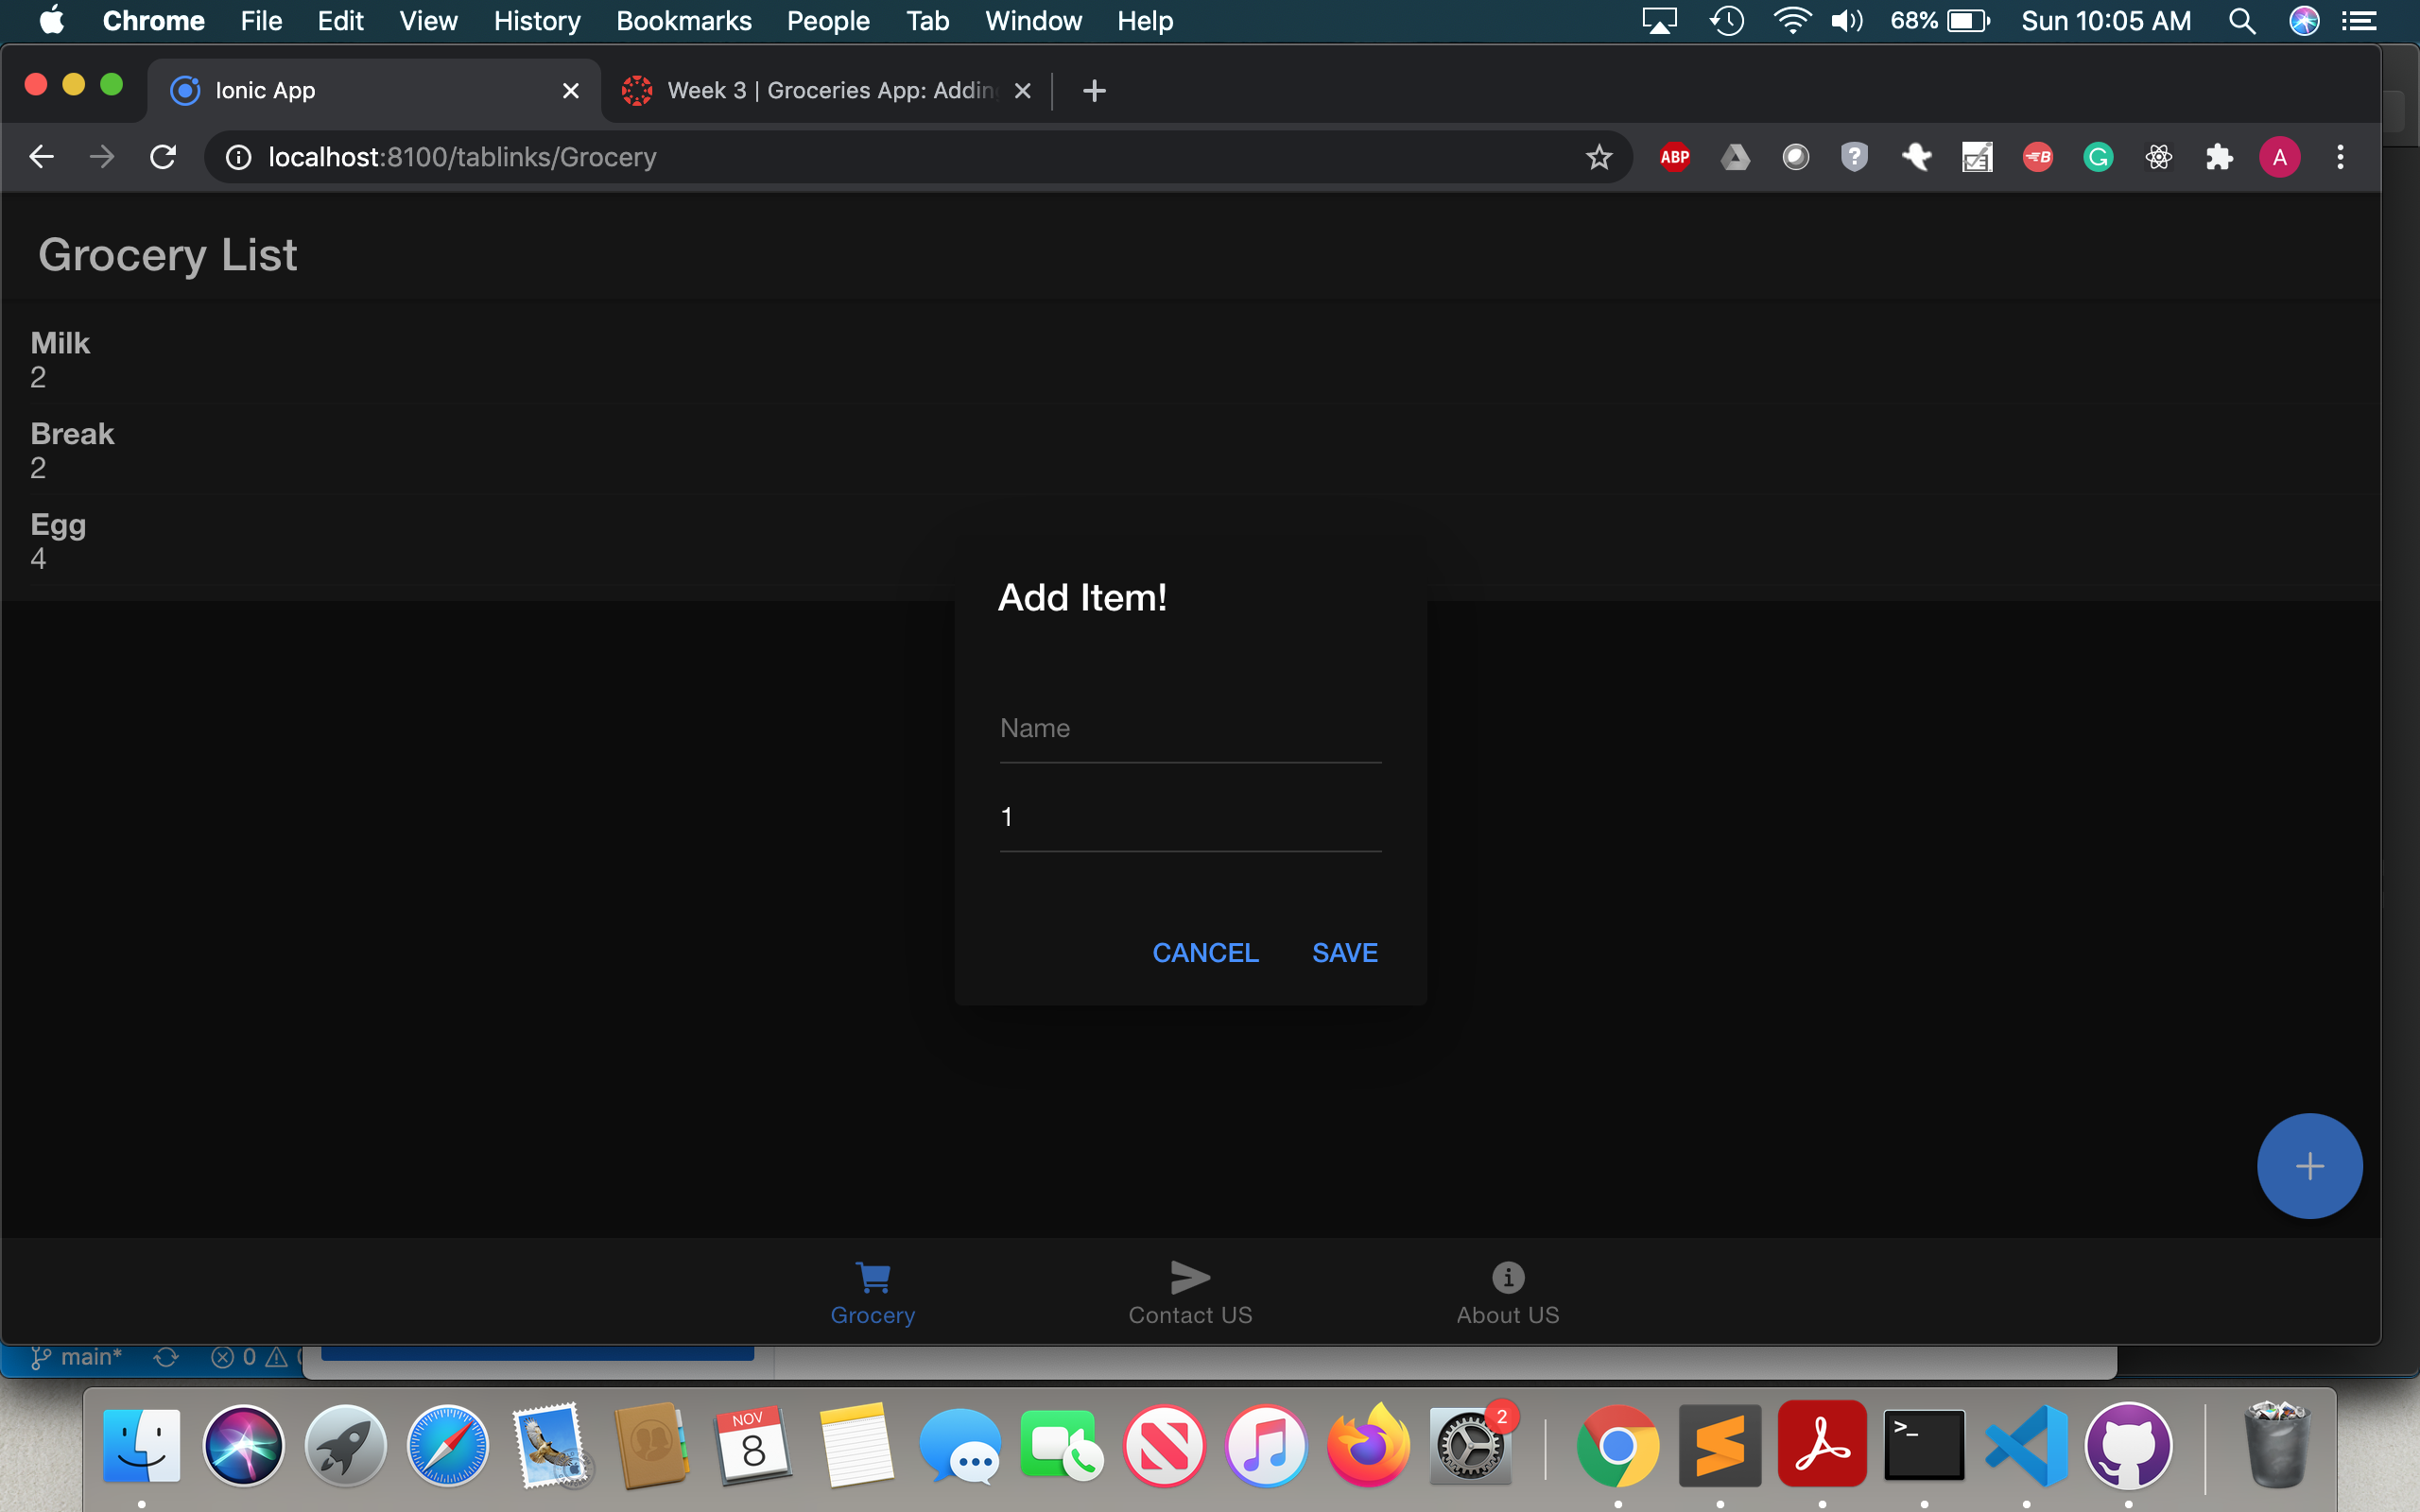 Chrome File Edit View History Bookmarks People Tab Window Help 68% Sun 10:05 AM
Ionic App Week 3 | Groceries App: Adding
localhost:8100/tablinks/Grocery ABP ? B G A
Grocery List
Milk
2
Break
2
Egg
4
Add Item!
Name
1
CANCEL SAVE
Grocery Contact US About US
main* 0
NOV
8
2
>_